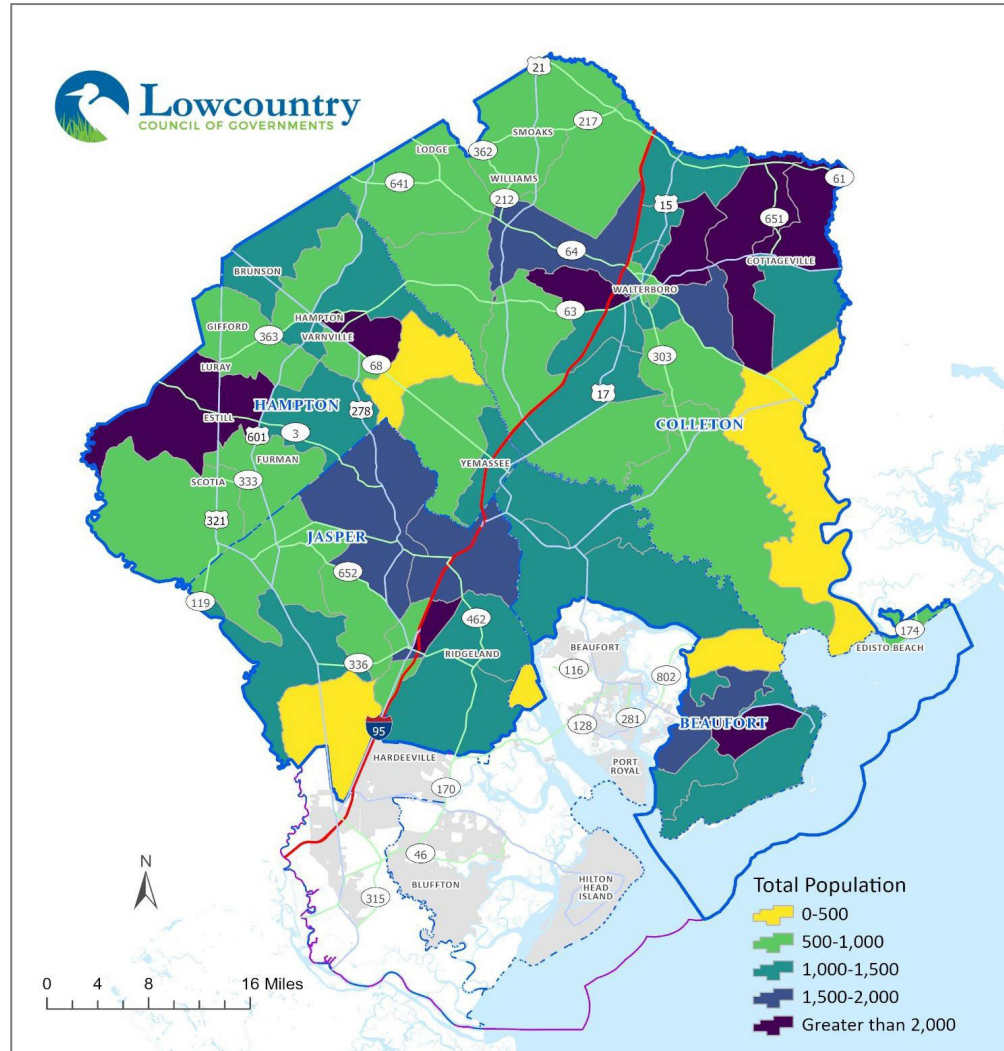 Lowcountry
COUNCIL OF GOVERNMENTS
21
217
SMOAKS
LODGE
362
641
WILLIAMS
212
61
15
651
64
COTTAGEVILLE
BRUNSON
WALTERBORO
63
GIFFORD
HAMPTON
VARNVILLE
363
303
68
LURAY
17
HAMPTON
278
ESTILL
COLLETON
601
3
FURMAN
YEMASSEE
SCOTIA
333
321
JASPER
652
119
462
174
EDISTO BEACH
336
RIDGELAND
BEAUFORT
116
802
128
281
BEAUFORT
95
HARDEEVILLE
PORT
ROYAL
170
46
BLUFFTON
HILTON
HEAD
ISLAND
315
N
0 4 8 16 Miles
Total Population
0-500
500-1,000
1,000-1,500
1,500-2,000
Greater than 2,000